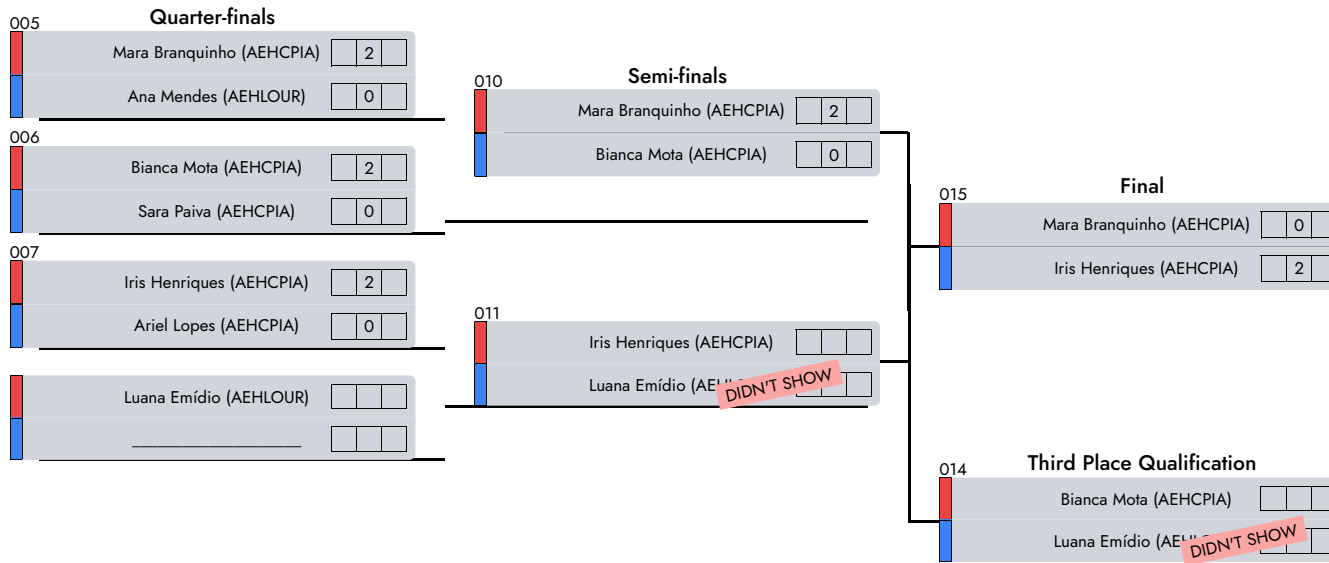 Quarter-finals
005
Mara Branquinho (AEHCPIA) 2
Ana Mendes (AEHLOUR) 0
006
Bianca Mota (AEHCPIA) 2
Sara Paiva (AEHCPIA) 0
007
Iris Henriques (AEHCPIA) 2
Ariel Lopes (AEHCPIA) 0
Luana Emídio (AEHLOUR)
Semi-finals
010
Mara Branquinho (AEHCPIA) 2
Bianca Mota (AEHCPIA) 0
011
Iris Henriques (AEHCPIA)
Luana Emídio
DIDN'T SHOW
Final
015
Mara Branquinho (AEHCPIA) 0
Iris Henriques (AEHCPIA) 2
Third Place Qualification
014
Bianca Mota (AEHCPIA)
Luana Emídio
DIDN'T SHOW